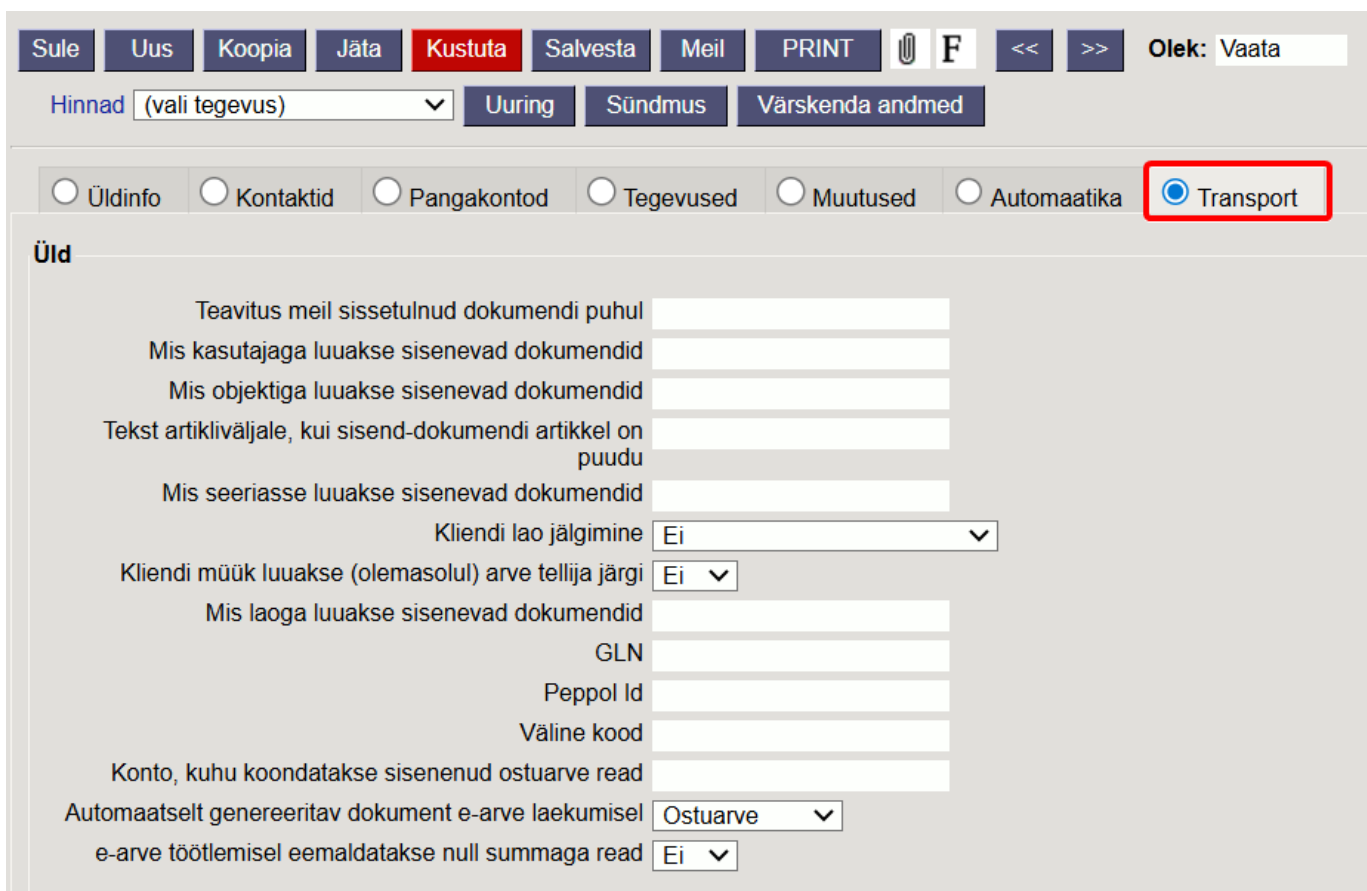 Sule Uus Koopia Jäta Kustuta Salvesta Meil PRINT F << >> Olek: Vaata
Hinnad (vali tegevus) Uuring Sündmus Värskenda andmed
Üldinfo Kontaktid Pangakontod Tegevused Muutused Automaatika Transport
Üld
Teavitus meil sissetulnud dokumendi puhul
Mis kasutajaga luuakse sisenevad dokumendid
Mis objektiga luuakse sisenevad dokumendid
Tekst artikliväljale, kui sisend-dokumendi artikkel on
puudu
Mis seeriasse luuakse sisenevad dokumendid
Kliendi lao jälgimine Ei
Kliendi müük luuakse (olemasolul) arve tellija järgi Ei
Mis laoga luuakse sisenevad dokumendid
GLN
Peppol Id
Väline kood
Konto, kuhu koondatakse sisenenud ostuarve read
Automaatselt genereeritav dokument e-arve laekumisel Ostuarve
e-arve töötlemisel eemaldatakse null summaga read Ei